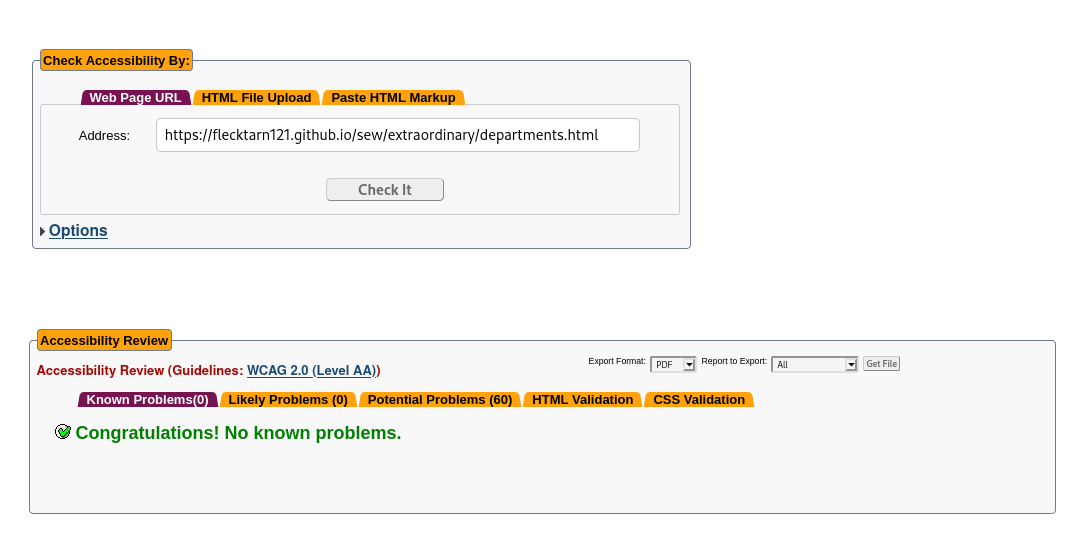 Check Accessibility By:
Web Page URL HTML File Upload Paste HTML Markup
Address: https://flecktarn121.github.io/sew/extraordinary/departments.html
Check It
Options
Accessibility Review
Export Format: PDF Report to Export: All Get File
Accessibility Review (Guidelines: WCAG 2.0 (Level AA))
Known Problems(0) Likely Problems (0) Potential Problems (60) HTML Validation CSS Validation
Congratulations! No known problems.